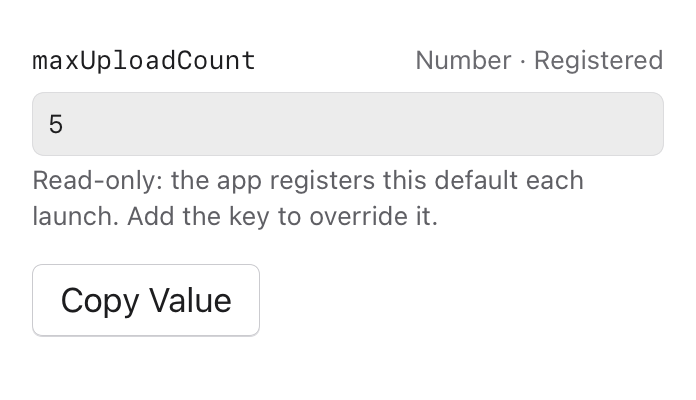 maxUploadCount
Number · Registered
5
Read-only: the app registers this default each
launch. Add the key to override it.
Copy Value